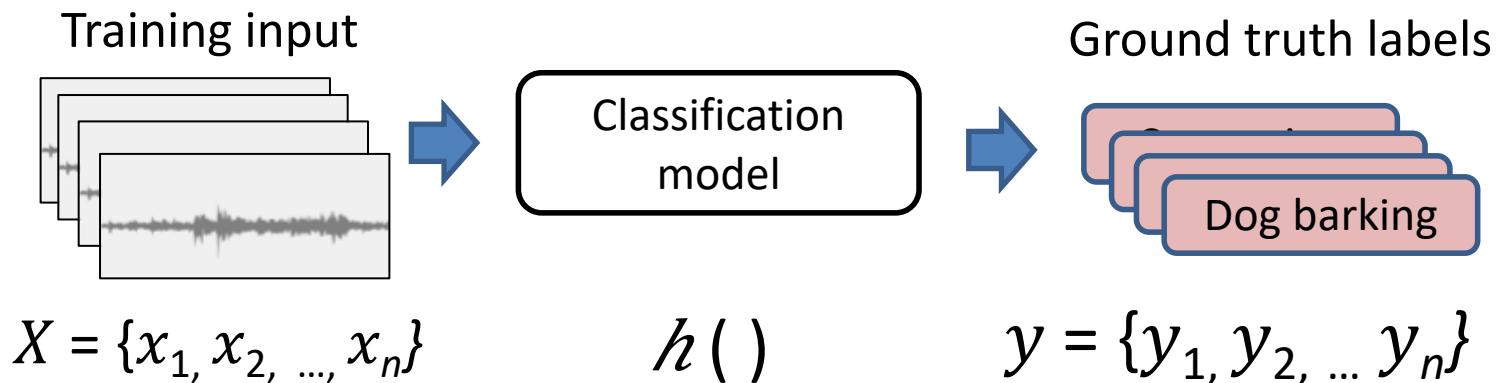 Training input
Ground truth labels
Classification
model
Dog barking
X = {x₁, x₂, ..., xₙ}
h ( )
y = {y₁, y₂, ... yₙ}